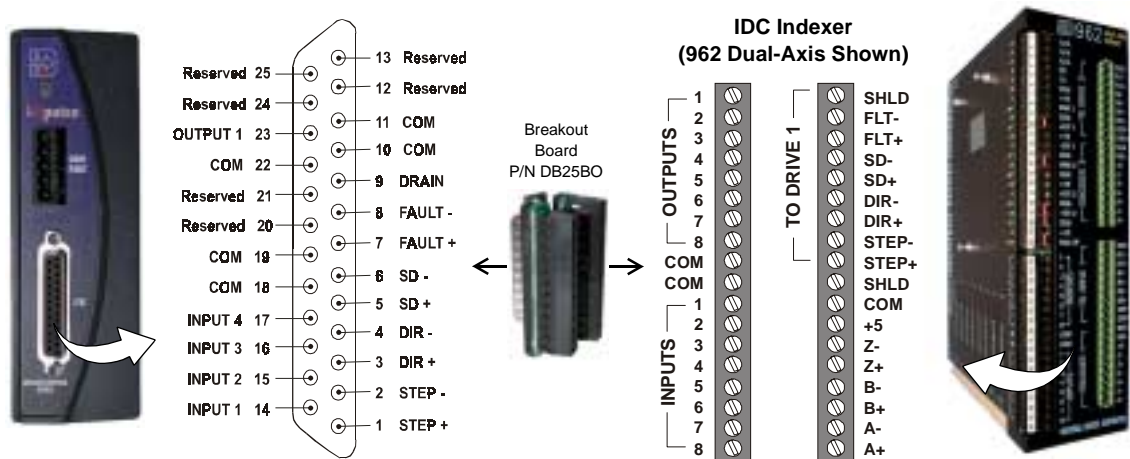 Reserved 25
Reserved 24
OUTPUT 1 23
COM 22
Reserved 21
Reserved 20
COM 19
COM 18
INPUT 4 17
INPUT 3 16
INPUT 2 15
INPUT 1 14
13 Reserved
12 Reserved
11 COM
10 COM
9 DRAIN
8 FAULT -
7 FAULT +
6 SD -
5 SD +
4 DIR -
3 DIR +
2 STEP -
1 STEP +
Breakout
Board
P/N DB25BO
IDC Indexer
(962 Dual-Axis Shown)
OUTPUTS
1
2
3
4
5
6
7
8
COM
COM
INPUTS
1
2
3
4
5
6
7
8
TO DRIVE 1
SHLD
FLT-
FLT+
SD-
SD+
DIR-
DIR+
STEP-
STEP+
SHLD
COM
+5
Z-
Z+
B-
B+
A-
A+
962